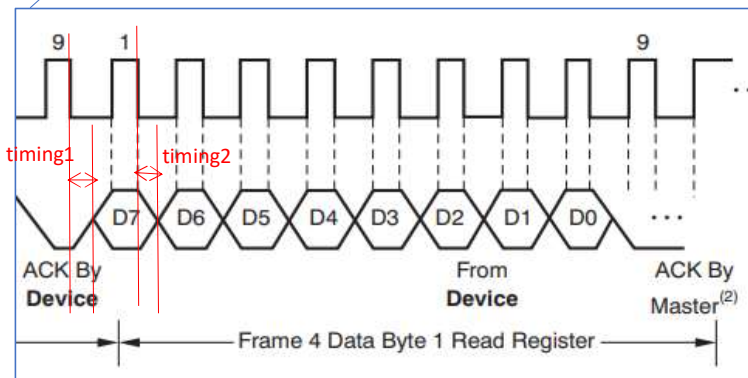 9 1 9
timing1 timing2
D7 D6 D5 D4 D3 D2 D1 D0 ...
ACK By
Device
From
Device
ACK By
Master(2)
Frame 4 Data Byte 1 Read Register